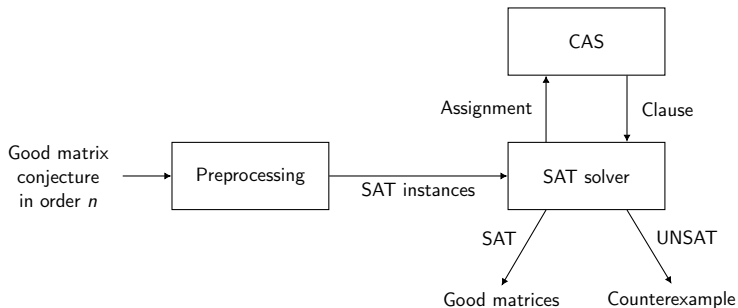 CAS
Assignment
Clause
Good matrix
conjecture
in order n
Preprocessing
SAT instances
SAT solver
SAT
UNSAT
Good matrices
Counterexample